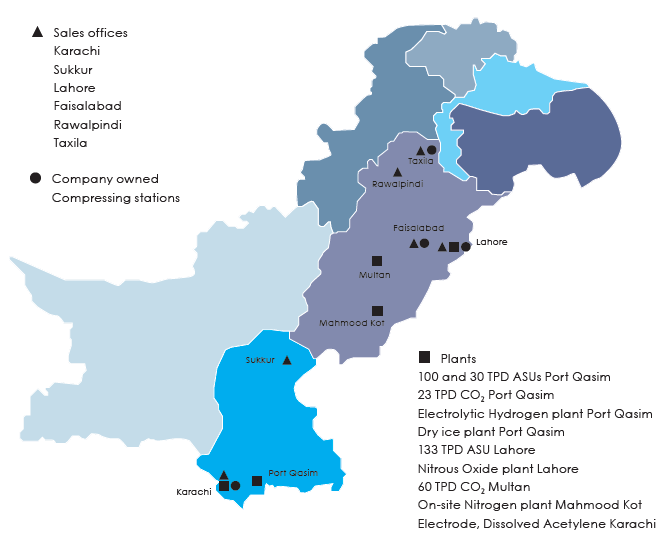 Sales offices
Karachi
Sukkur
Lahore
Faisalabad
Rawalpindi
Taxila
Company owned
Compressing stations
Taxila
Rawalpindi
Faisalabad
Lahore
Multan
Mahmood Kot
Sukkur
Port Qasim
Karachi
Plants
100 and 30 TPD ASUs Port Qasim
23 TPD CO₂ Port Qasim
Electrolytic Hydrogen plant Port Qasim
Dry ice plant Port Qasim
133 TPD ASU Lahore
Nitrous Oxide plant Lahore
60 TPD CO₂ Multan
On-site Nitrogen plant Mahmood Kot
Electrode, Dissolved Acetylene Karachi